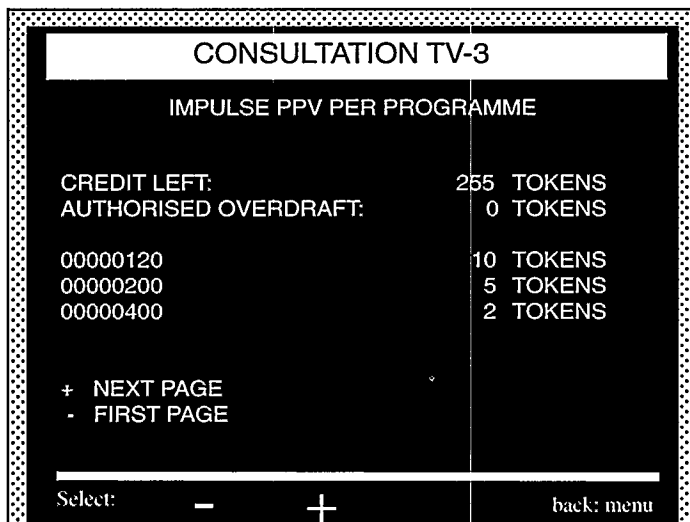 CONSULTATION TV-3
IMPULSE PPV PER PROGRAMME
CREDIT LEFT: 255 TOKENS
AUTHORISED OVERDRAFT: 0 TOKENS
00000120 10 TOKENS
00000200 5 TOKENS
00000400 2 TOKENS
+ NEXT PAGE
- FIRST PAGE
Select: - + back: menu